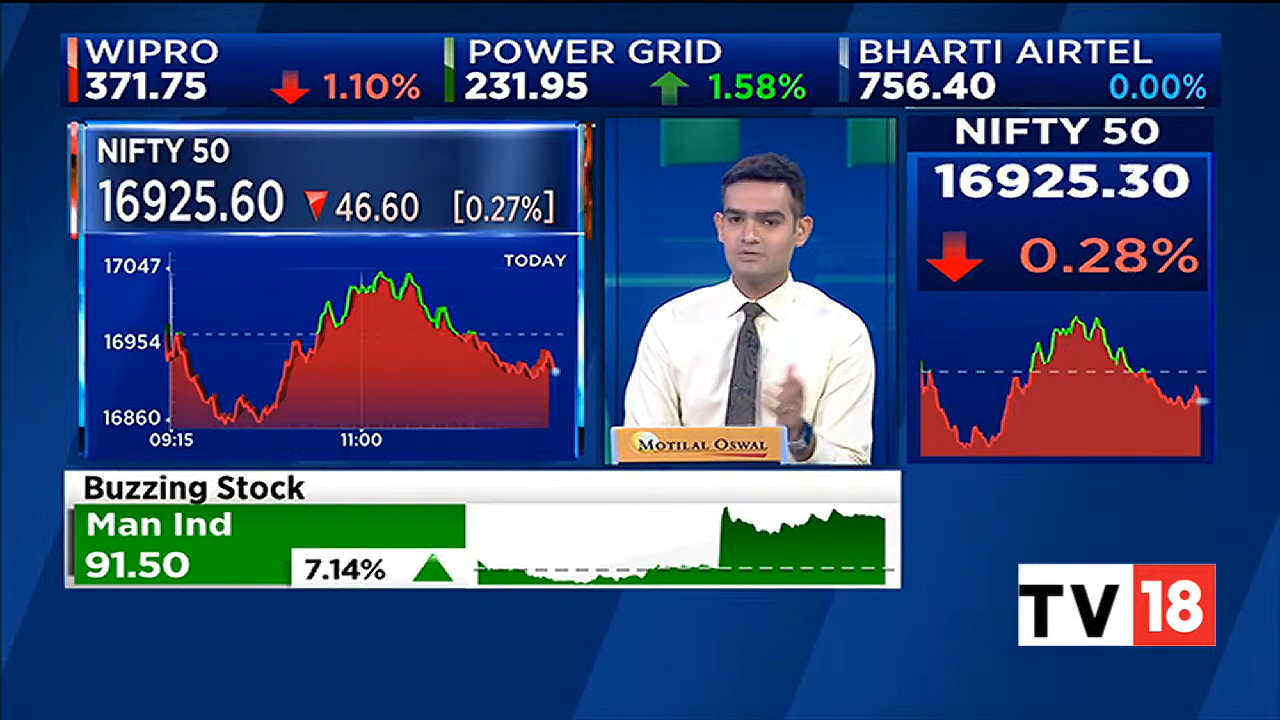 WIPRO
371.75 1.10%
POWER GRID
231.95 1.58%
BHARTI AIRTEL
756.40 0.00%
NIFTY 50
16925.60 46.60 [0.27%]
TODAY
17047
16954
16860
09:15 11:00
MOTILAL OSWAL
NIFTY 50
16925.30
0.28%
Buzzing Stock
Man Ind
91.50 7.14%
TV18